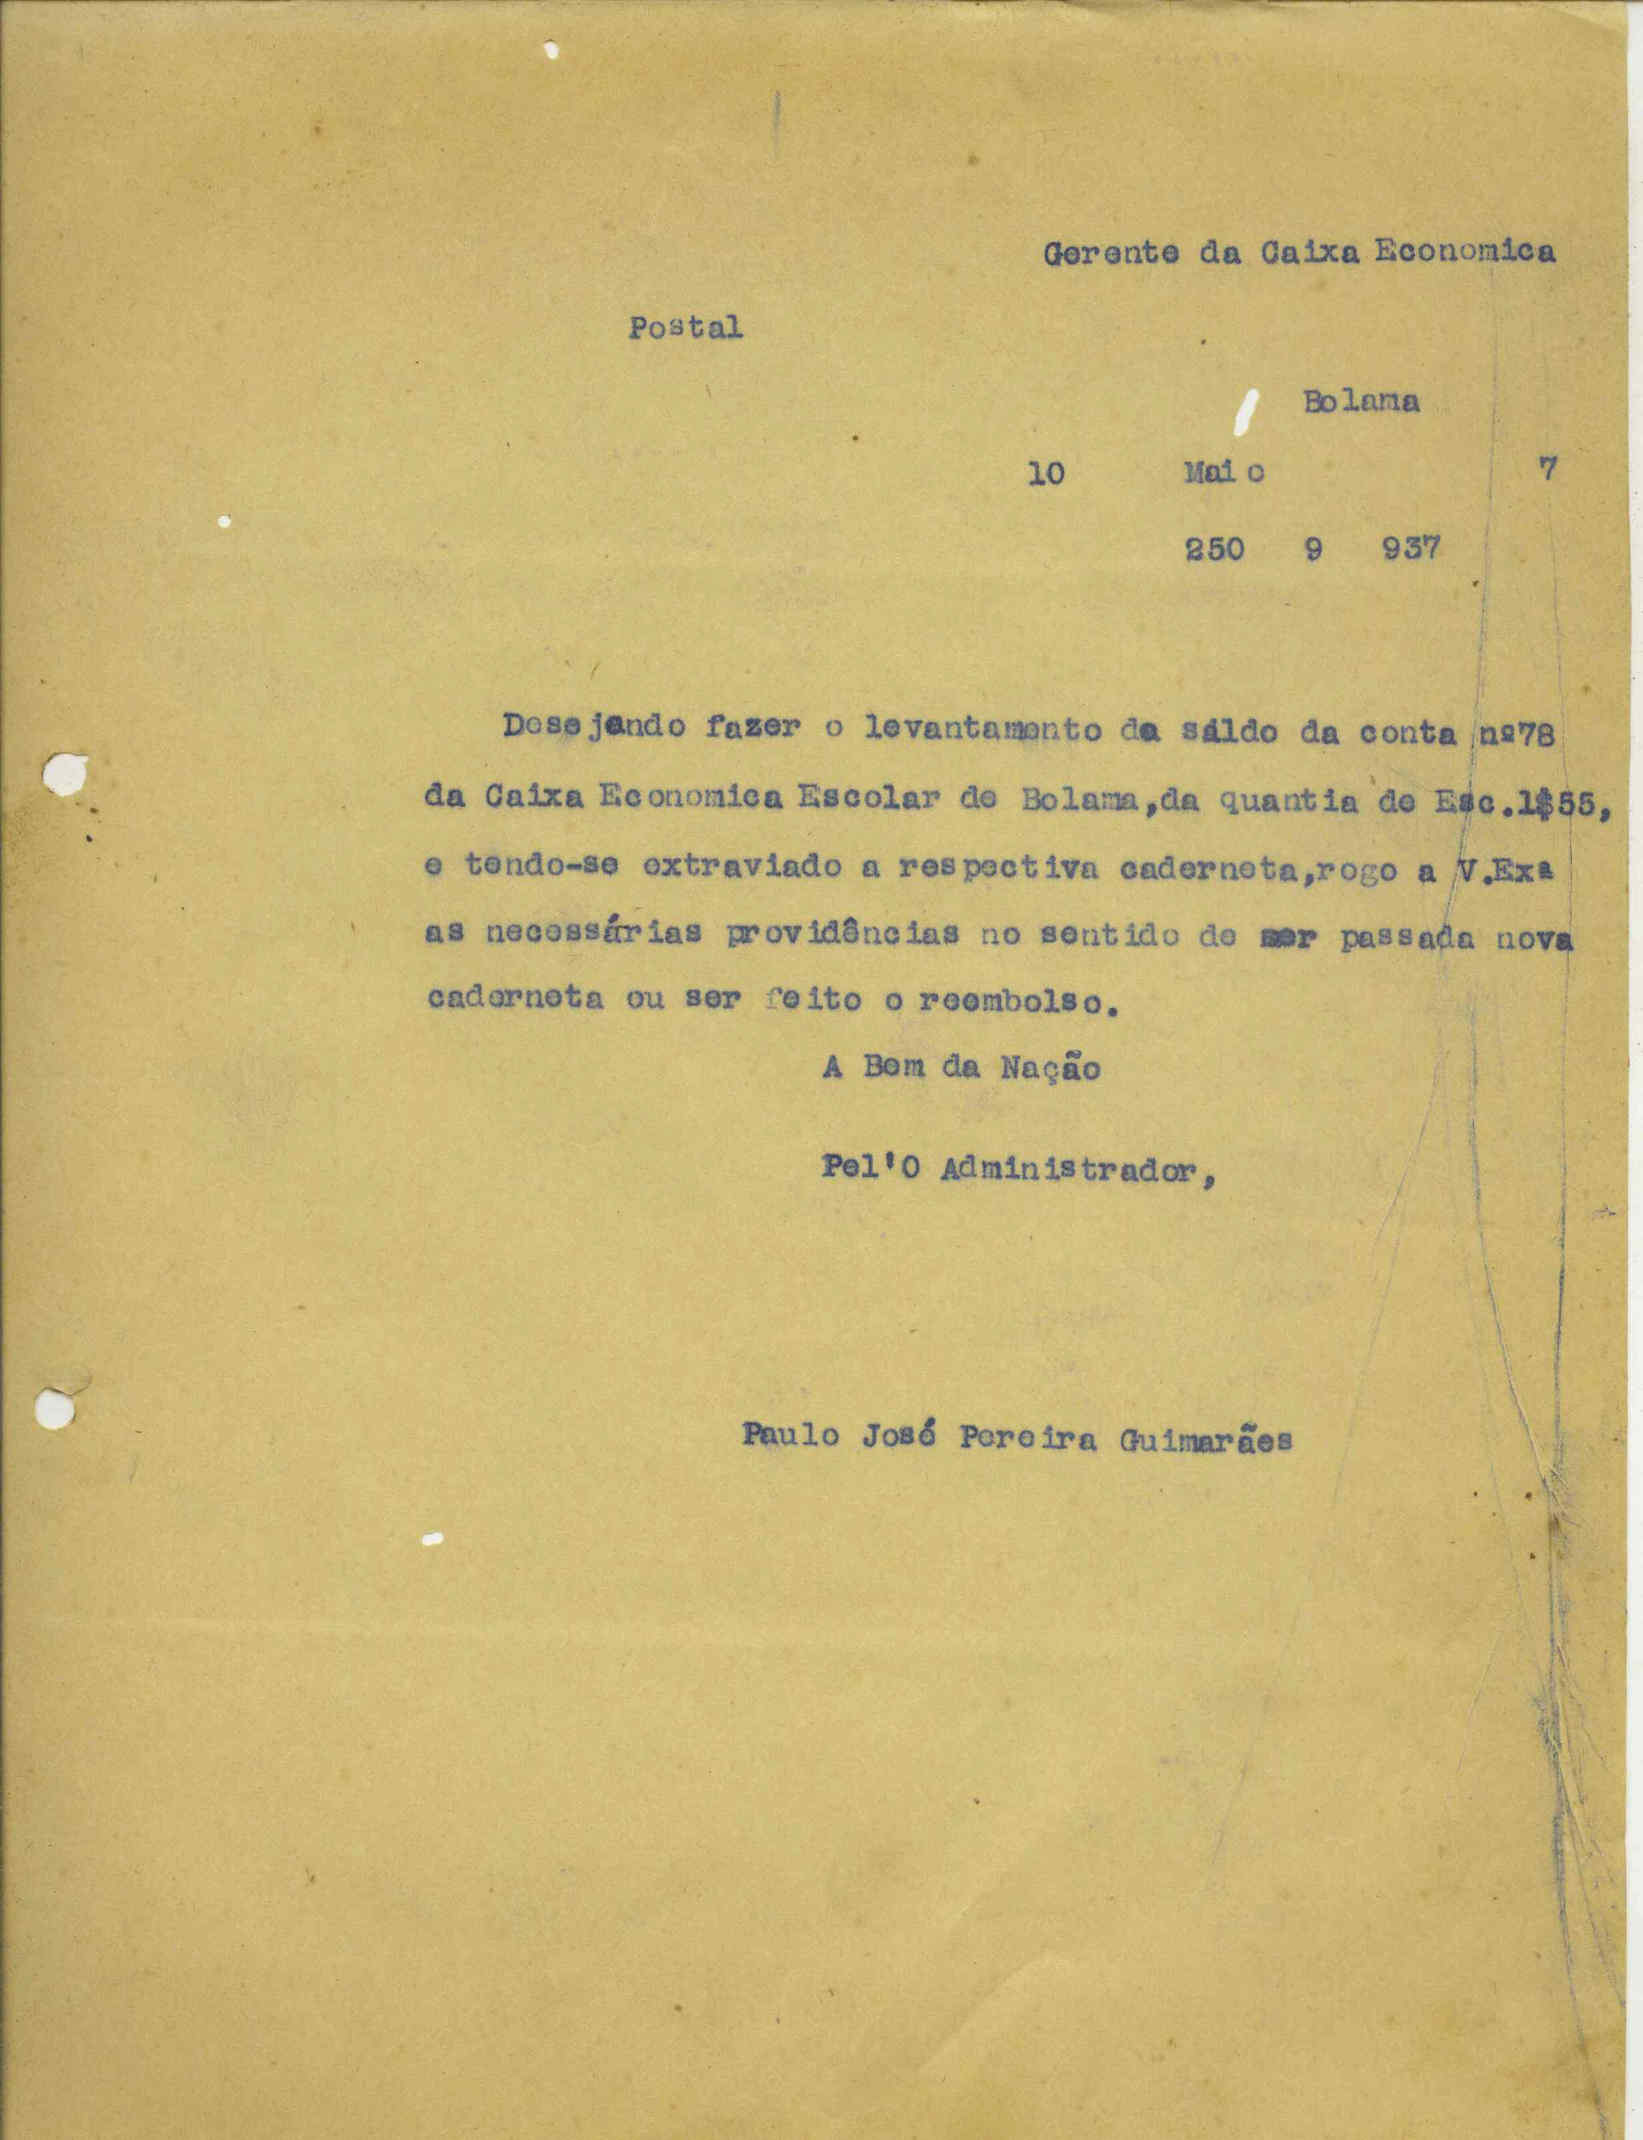 Gerente da Caixa Economica
Postal
Bolama
10 Maio 7
250 9 937
Desejando fazer o levantamento da sáldo da conta nº78
da Caixa Economica Escolar de Bolama,da quantia de Esc.1$55,
e tendo-se extraviado a respectiva caderneta,rogo a V.Exª
as necessárias providências no sentido de ser passada nova
caderneta ou ser feito o reembolso.
A Bem da Nação
Pel'O Administrador,
Paulo José Pereira Guimarães